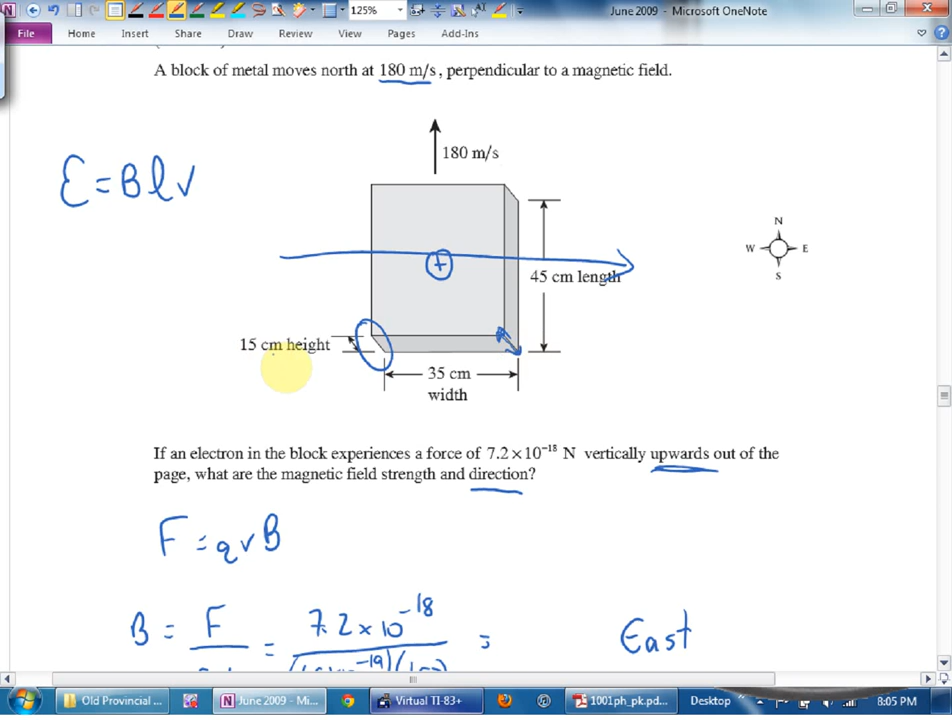 125%
June 2009 - Microsoft OneNote
File Home Insert Share Draw Review View Pages Add-Ins
A block of metal moves north at 180 m/s, perpendicular to a magnetic field.
180 m/s
ℰ = Blv
N
W E
S
+
45 cm length
15 cm height
35 cm
width
If an electron in the block experiences a force of 7.2×10⁻¹⁸ N vertically upwards out of the
page, what are the magnetic field strength and direction?
F = qvB
B = F = 7.2 x 10⁻¹⁸ =
East
Old Provincial ... June 2009 - Mi... Virtual TI-83+ 1001ph_pk.pd... Desktop 8:05 PM